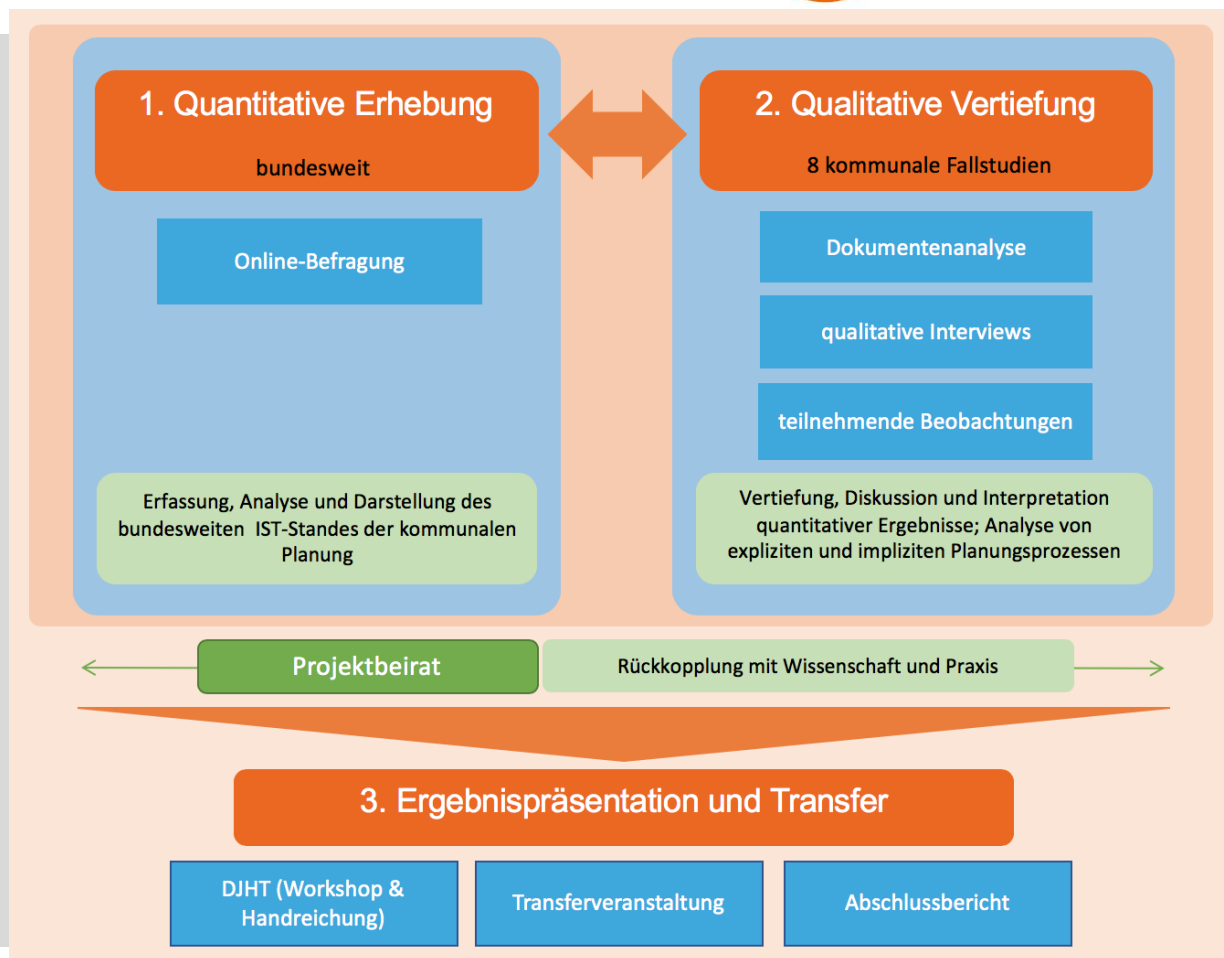 1. Quantitative Erhebung
bundesweit
Online-Befragung
Erfassung, Analyse und Darstellung des
bundesweiten IST-Standes der kommunalen
Planung
2. Qualitative Vertiefung
8 kommunale Fallstudien
Dokumentenanalyse
qualitative Interviews
teilnehmende Beobachtungen
Vertiefung, Diskussion und Interpretation
quantitativer Ergebnisse; Analyse von
expliziten und impliziten Planungsprozessen
Projektbeirat
Rückkopplung mit Wissenschaft und Praxis
3. Ergebnispräsentation und Transfer
DJHT (Workshop &
Handreichung)
Transferveranstaltung
Abschlussbericht